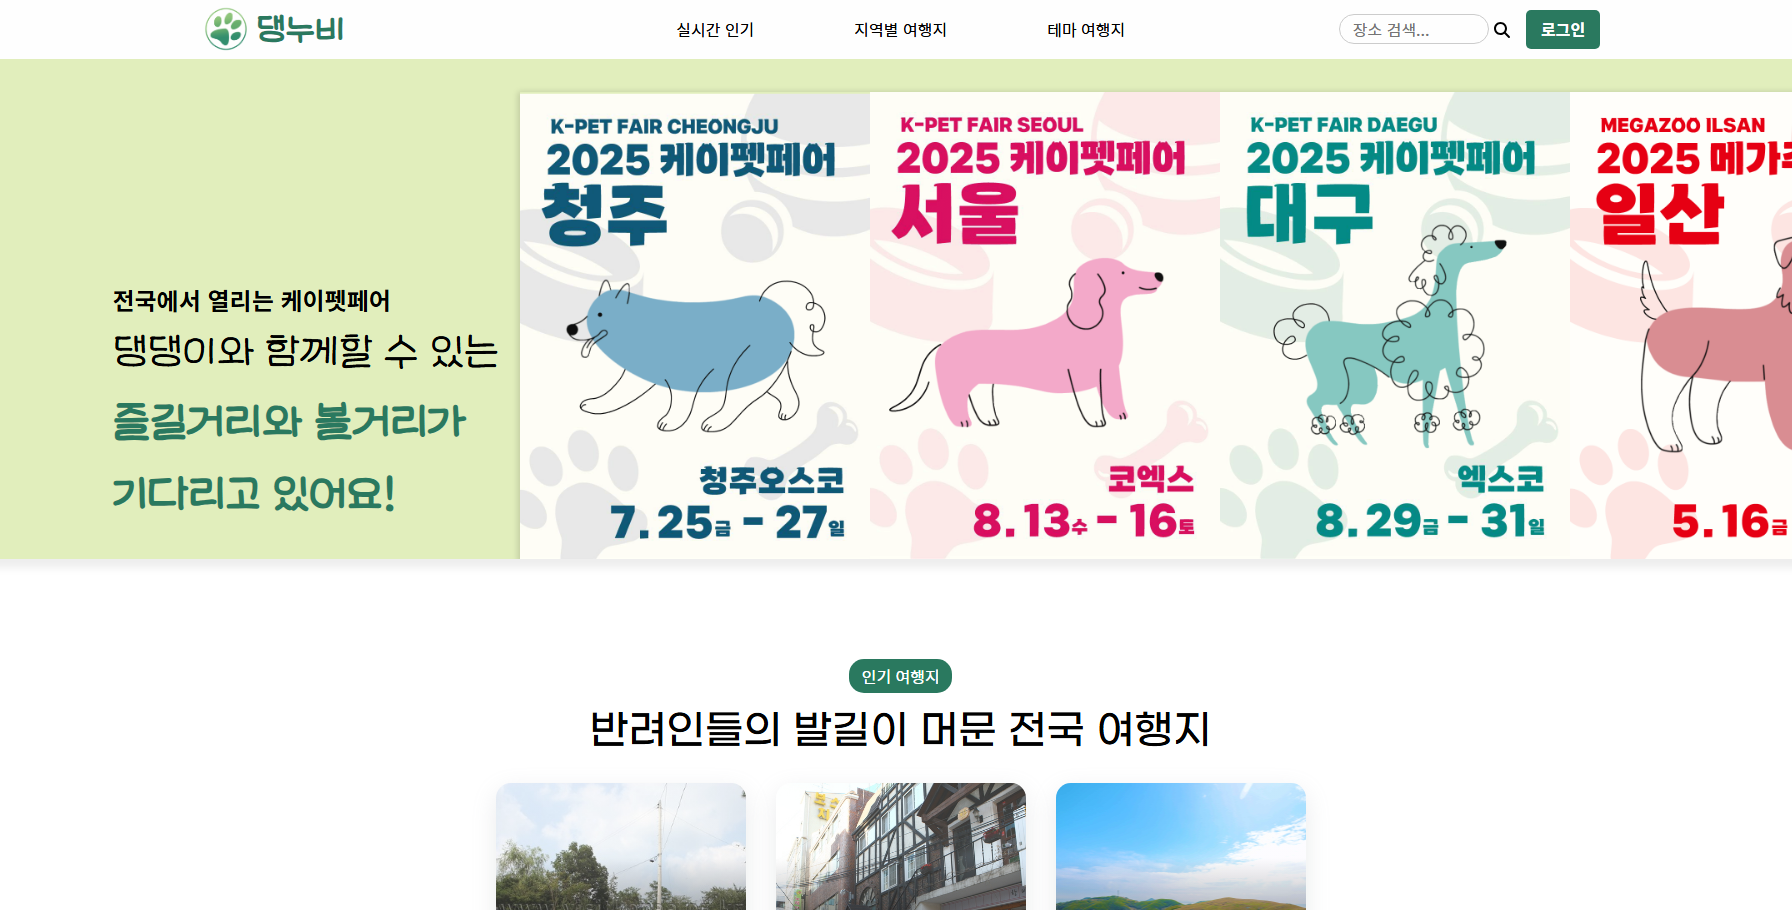 댕누비
실시간 인기
지역별 여행지
테마 여행지
장소 검색...
로그인
전국에서 열리는 케이펫페어
댕댕이와 함께할 수 있는
즐길거리와 볼거리가
기다리고 있어요!
K-PET FAIR CHEONGJU
2025 케이펫페어
청주
청주오스코
7. 25금 - 27일
K-PET FAIR SEOUL
2025 케이펫페어
서울
코엑스
8. 13수 - 16토
K-PET FAIR DAEGU
2025 케이펫페어
대구
엑스코
8. 29금 - 31일
MEGAZOO ILSAN
2025 메가
일산
5. 16금
인기 여행지
반려인들의 발길이 머문 전국 여행지